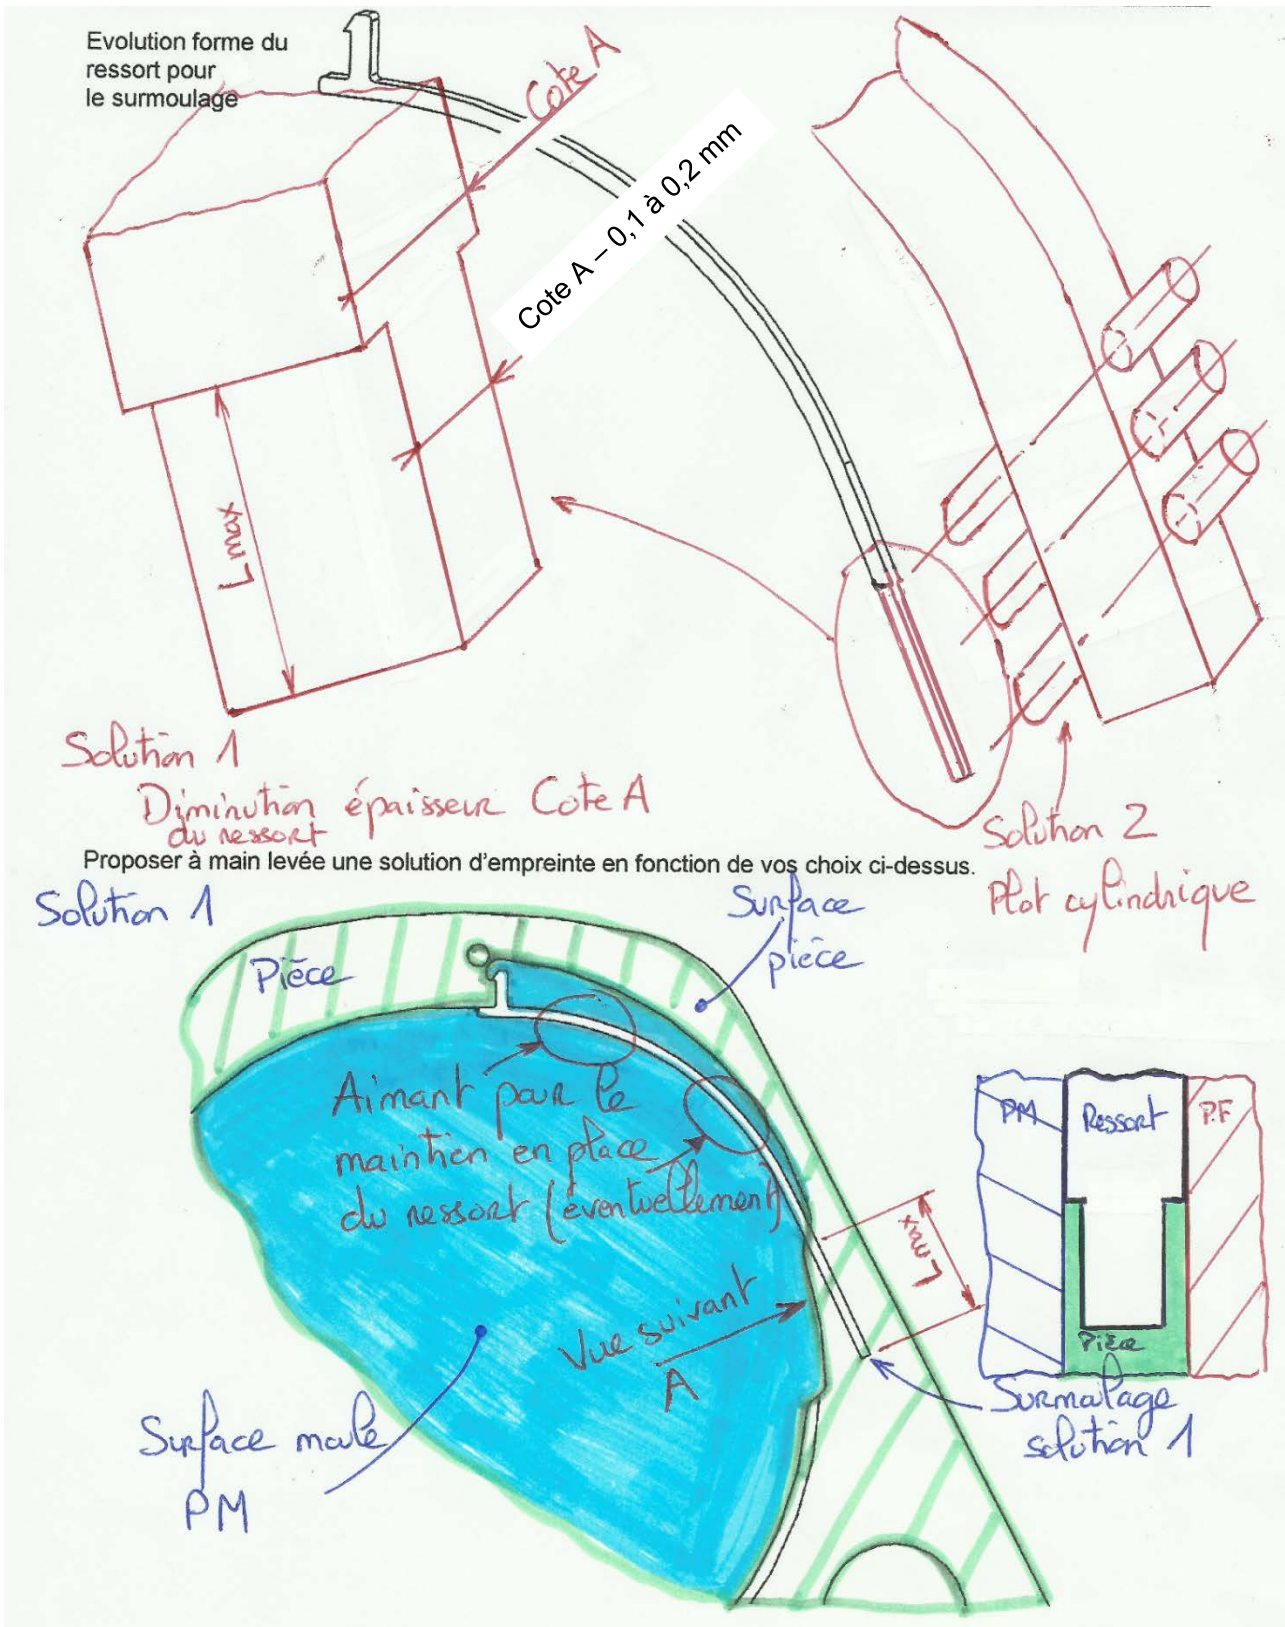 Evolution forme du
ressort pour
le surmoulage
Cote A
Cote A – 0,1 à 0,2 mm
L max
Solution 1
Diminution épaisseur Cote A
du ressort
Solution 2
Plot cylindrique
Proposer à main levée une solution d'empreinte en fonction de vos choix ci-dessus.
Solution 1
Surface
pièce
Pièce
Aimant pour le
maintien en place
du ressort (éventuellement)
L max
Vue suivant
A
PM
Ressort
P.F
Pièce
Surmoulage
solution 1
Surface moule
PM